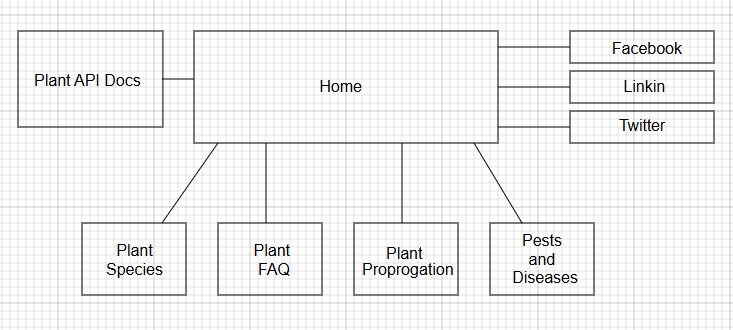 Plant API Docs
Home
Facebook
Linkin
Twitter
Plant
Species
Plant
FAQ
Plant
Proprogation
Pests
and
Diseases